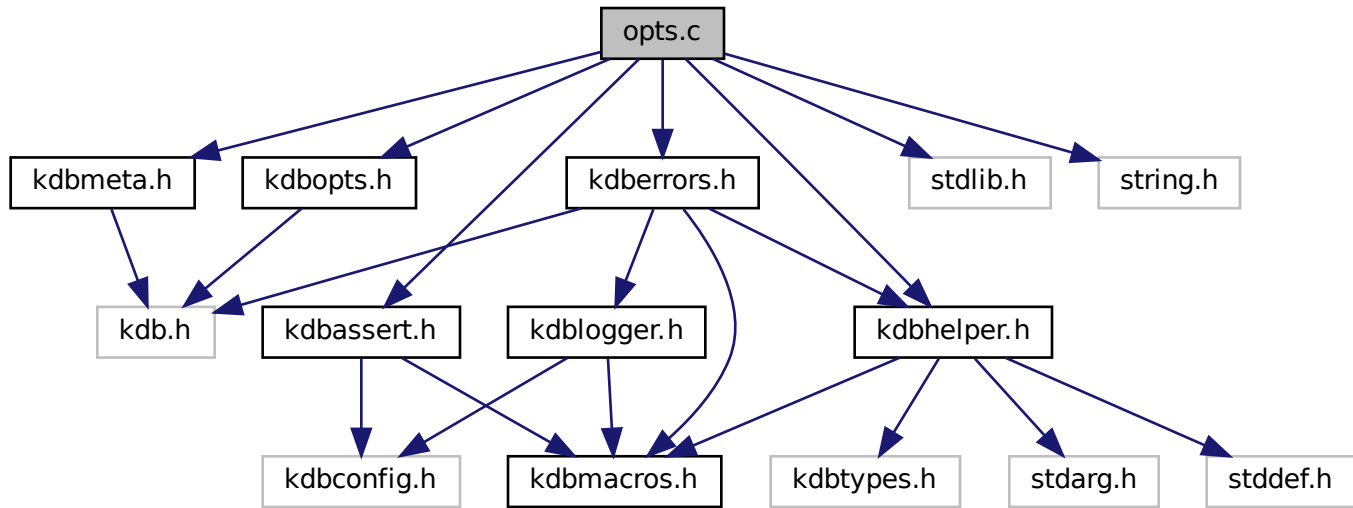 opts.c
kdbmeta.h
kdbopts.h
kdberrors.h
stdlib.h
string.h
kdb.h
kdbassert.h
kdblogger.h
kdbhelper.h
kdbconfig.h
kdbmacros.h
kdbtypes.h
stdarg.h
stddef.h